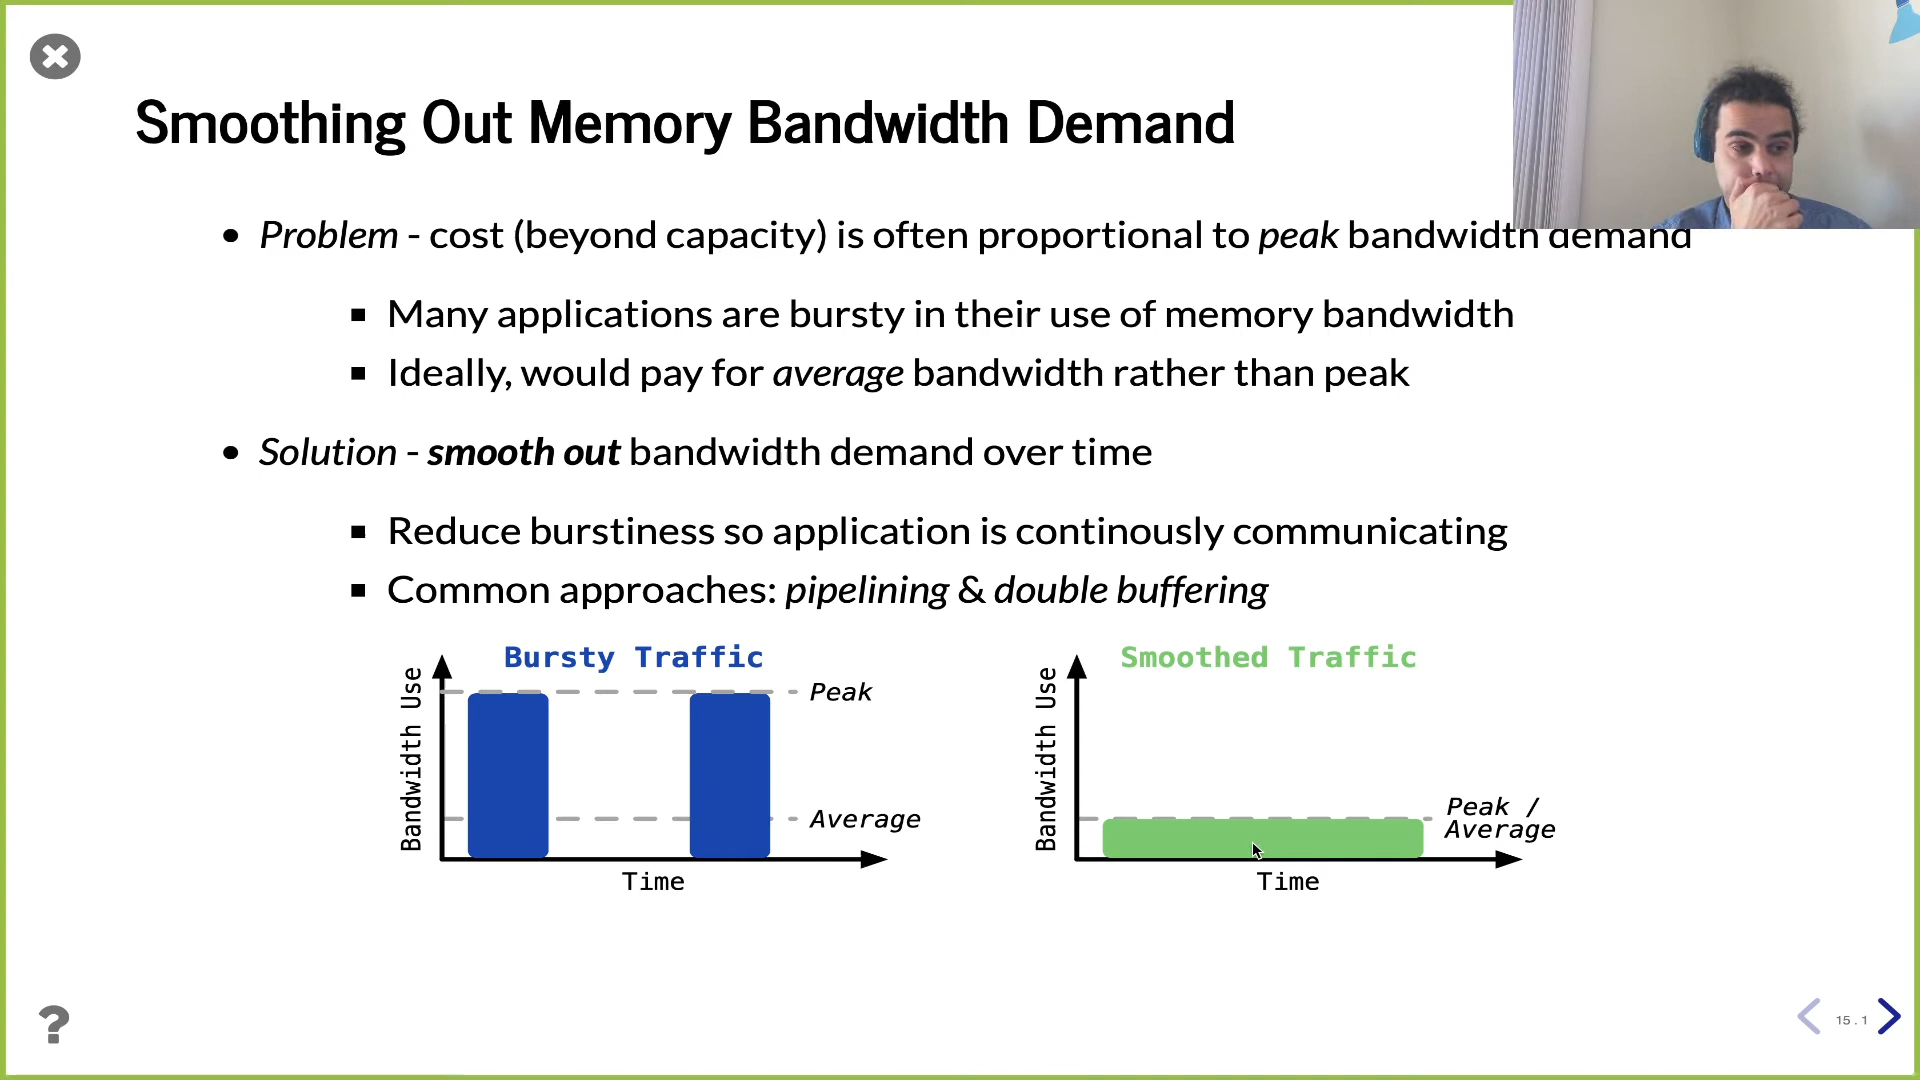 Smoothing Out Memory Bandwidth Demand
Problem - cost (beyond capacity) is often proportional to peak bandwidth demand
Many applications are bursty in their use of memory bandwidth
Ideally, would pay for average bandwidth rather than peak
Solution - smooth out bandwidth demand over time
Reduce burstiness so application is continously communicating
Common approaches: pipelining & double buffering
Bursty Traffic
Bandwidth Use
Peak
Average
Time
Smoothed Traffic
Bandwidth Use
Peak /
Average
Time
?
15.1